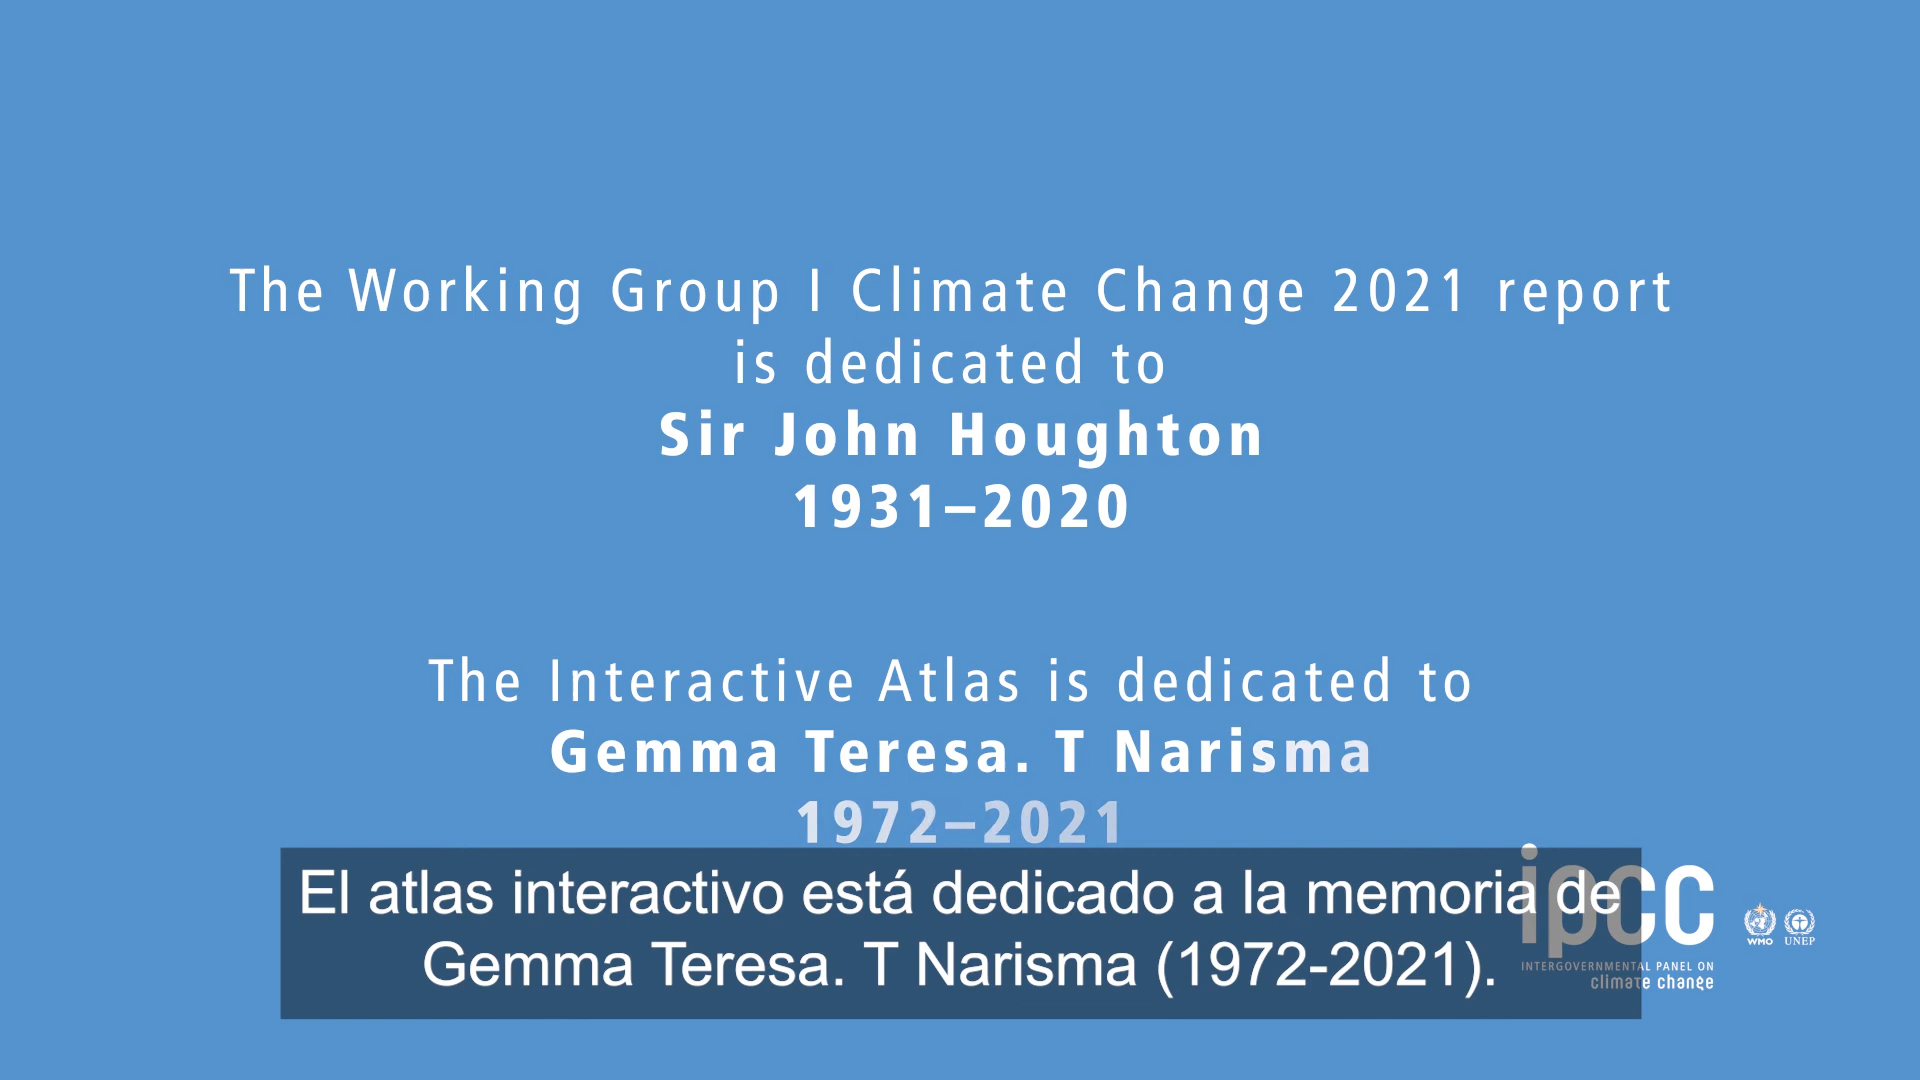 The Working Group I Climate Change 2021 report
is dedicated to
Sir John Houghton
1931–2020
The Interactive Atlas is dedicated to
Gemma Teresa. T Narisma
1972–2021
El atlas interactivo está dedicado a la memoria de
Gemma Teresa. T Narisma (1972-2021).
ipcc
INTERGOVERNMENTAL PANEL ON
climate change
WMO
UNEP